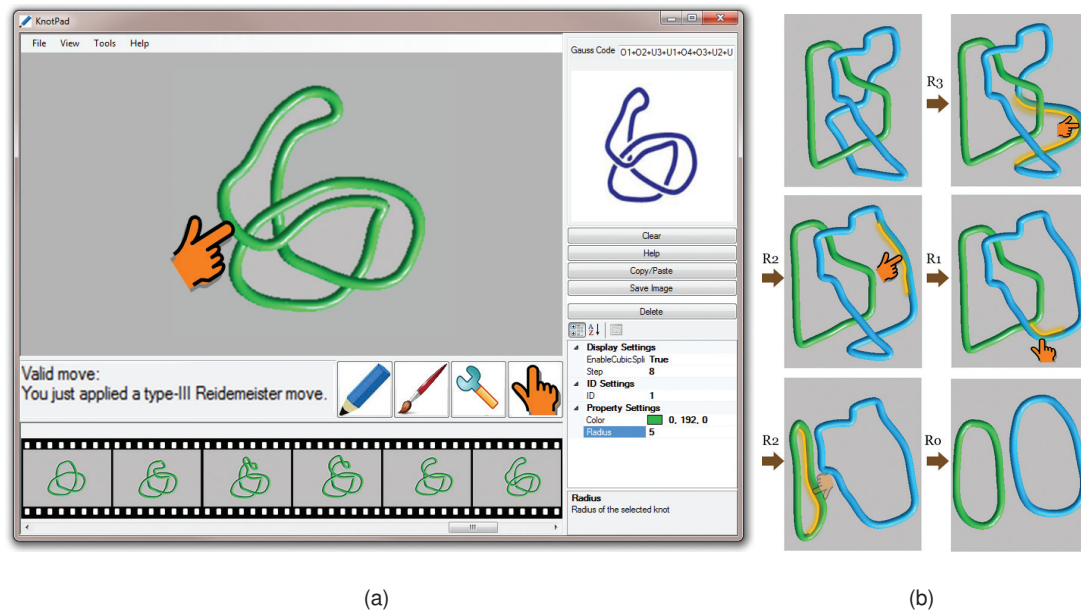 KnotPad
File View Tools Help
Gauss Code O1+O2+U3+U1+O4+O3+U2+U
Clear
Help
Copy/Paste
Save Image
Delete
Display Settings
EnableCubicSpli True
Step 8
ID Settings
ID 1
Property Settings
Color 0, 192, 0
Radius 5
Radius
Radius of the selected knot
Valid move:
You just applied a type-III Reidemeister move.
(a)
R3
R2
R1
R2
R0
(b)